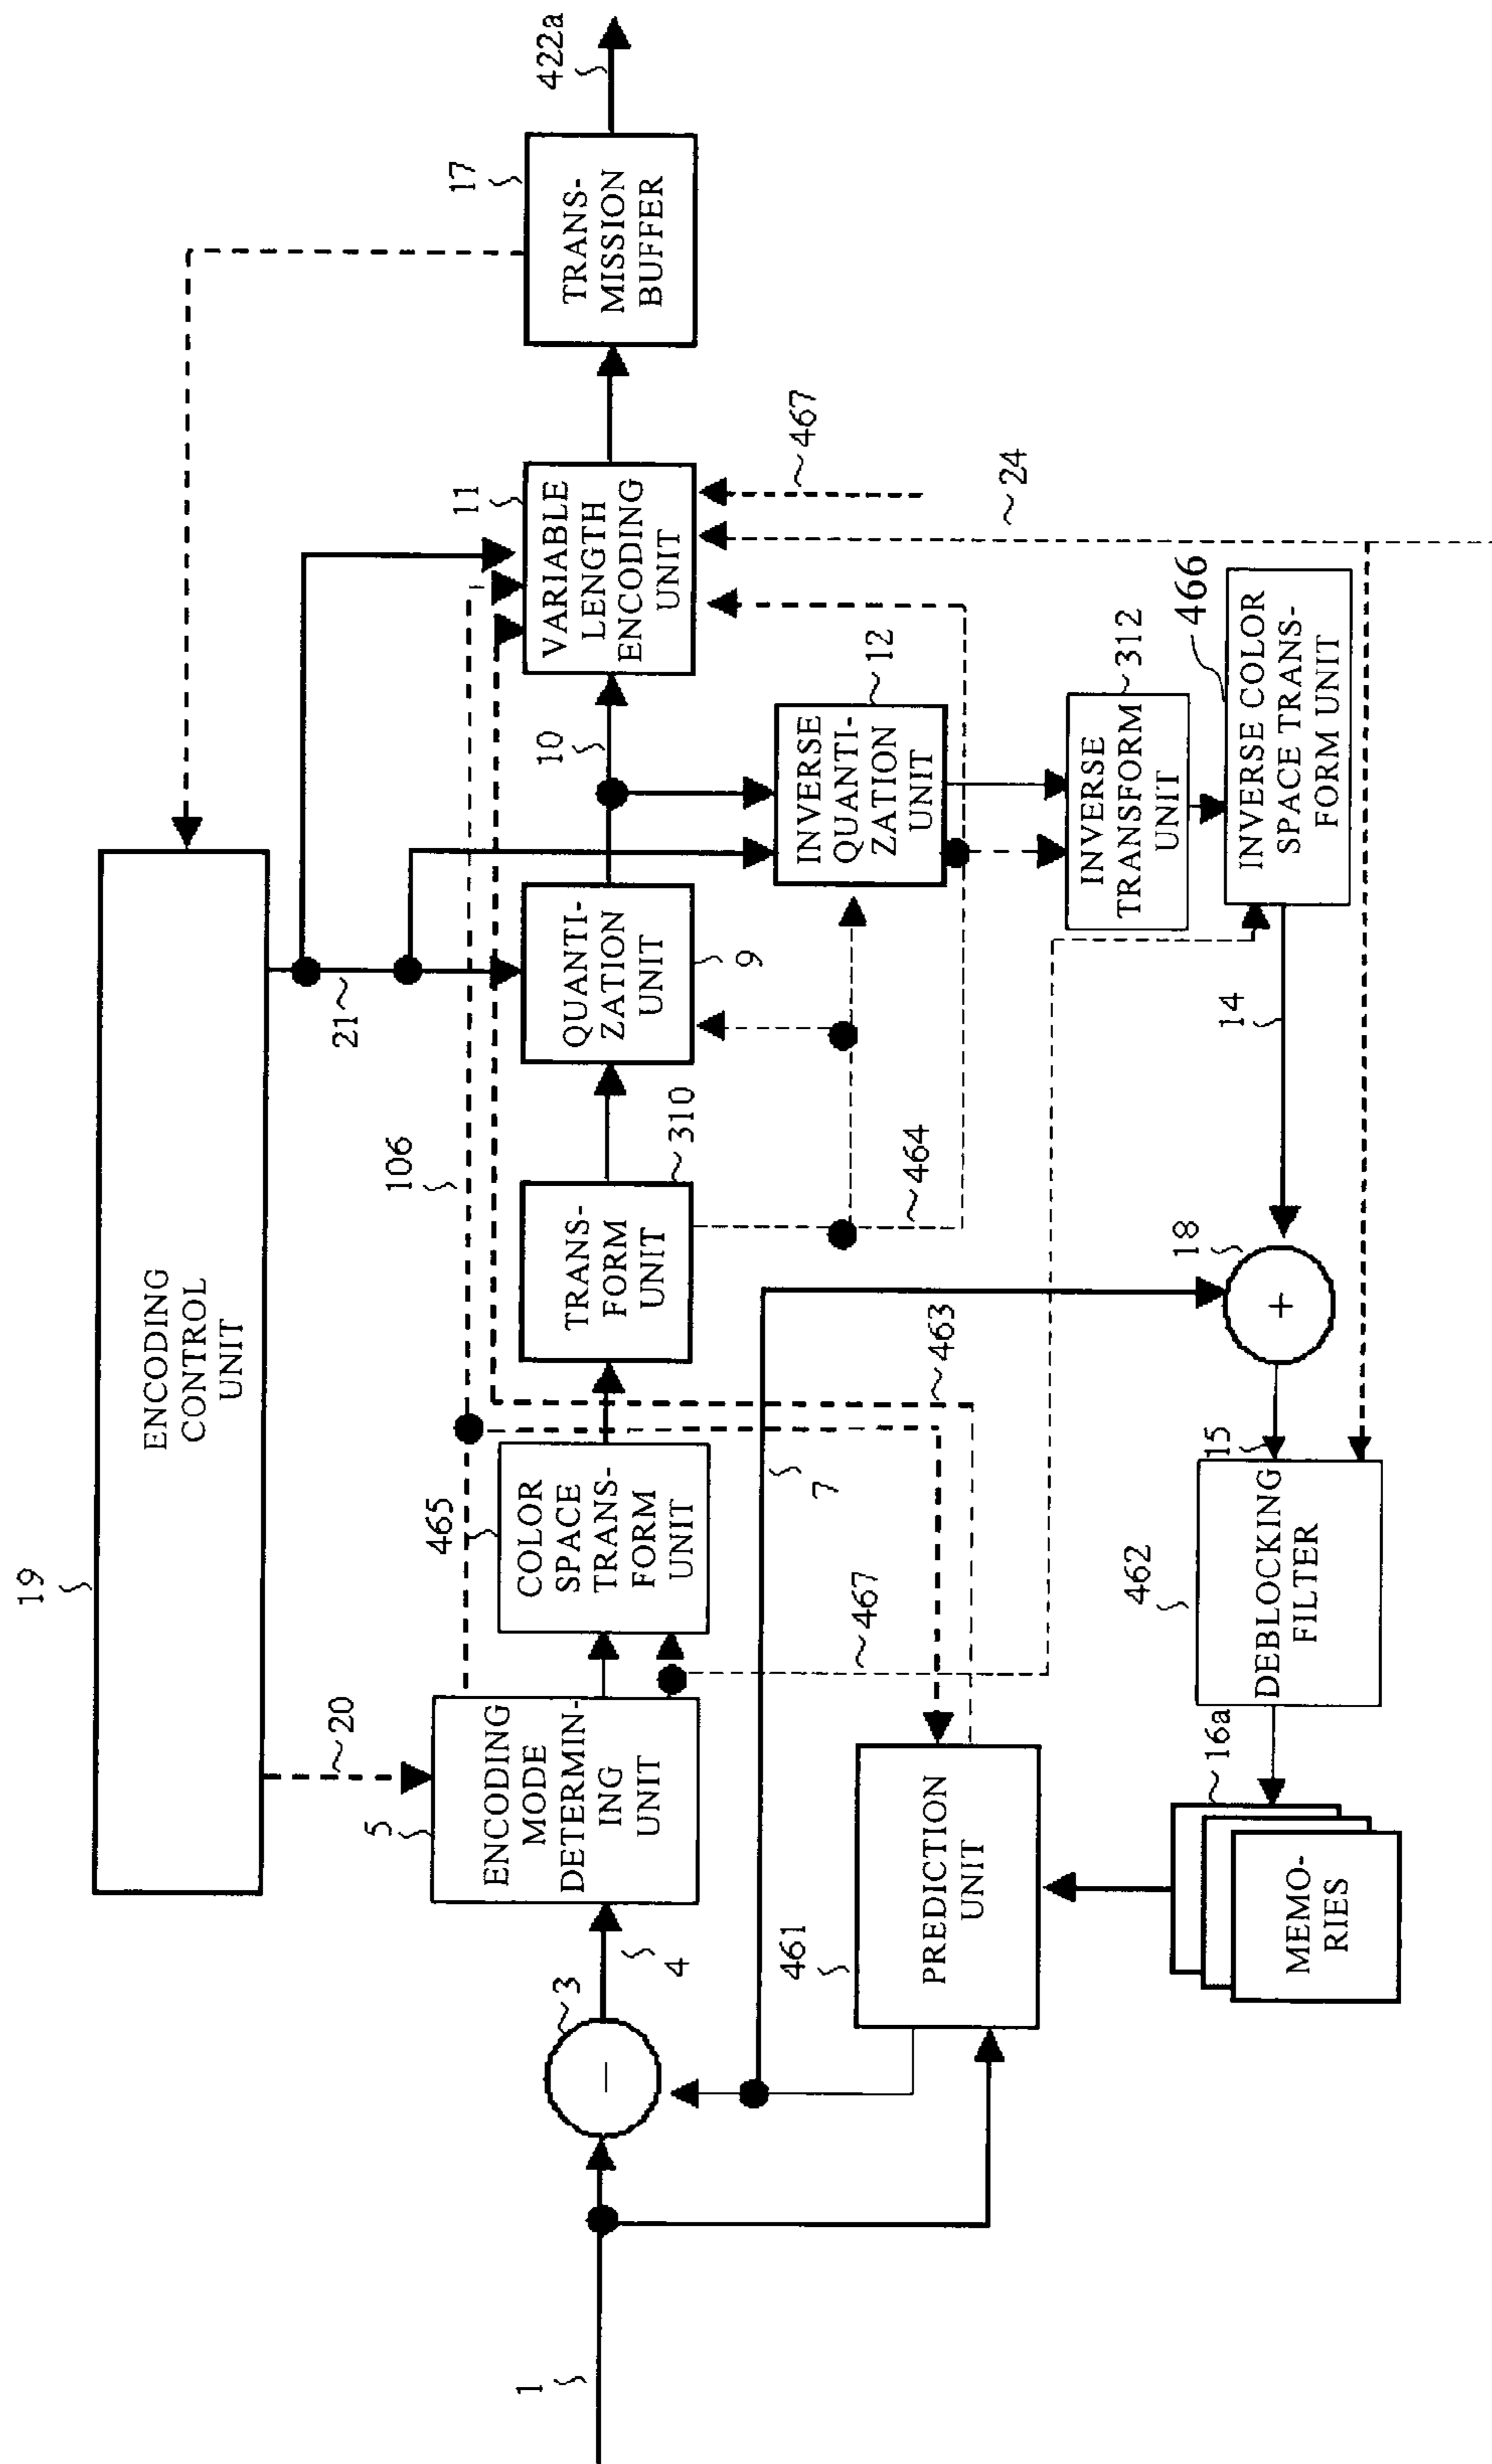 19
ENCODING
CONTROL
UNIT
20
21
106
17
TRANS-
MISSION
BUFFER
422a
1
3
4
5
ENCODING
MODE
DETERMIN-
ING
UNIT
465
COLOR
SPACE
TRANS-
FORM
UNIT
TRANS-
FORM
UNIT
310
QUANTI-
ZATION
UNIT
9
10
11
VARIABLE
LENGTH
ENCODING
UNIT
467
24
464
INVERSE
QUANTI-
ZATION
UNIT
12
7
463
467
461
PREDICTION
UNIT
INVERSE
TRANSFORM
UNIT
312
INVERSE COLOR
SPACE TRANS-
FORM UNIT
466
14
18
+
15
462
DEBLOCKING
FILTER
16a
MEMO-
RIES